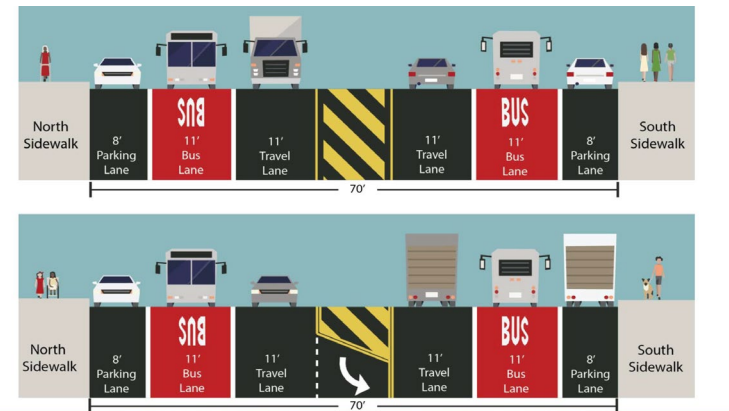 BUS
BUS
North
Sidewalk
8’
Parking
Lane
11’
Bus
Lane
11’
Travel
Lane
11’
Travel
Lane
11’
Bus
Lane
8’
Parking
Lane
South
Sidewalk
70’
BUS
BUS
North
Sidewalk
8’
Parking
Lane
11’
Bus
Lane
11’
Travel
Lane
11’
Travel
Lane
11’
Bus
Lane
8’
Parking
Lane
South
Sidewalk
70’